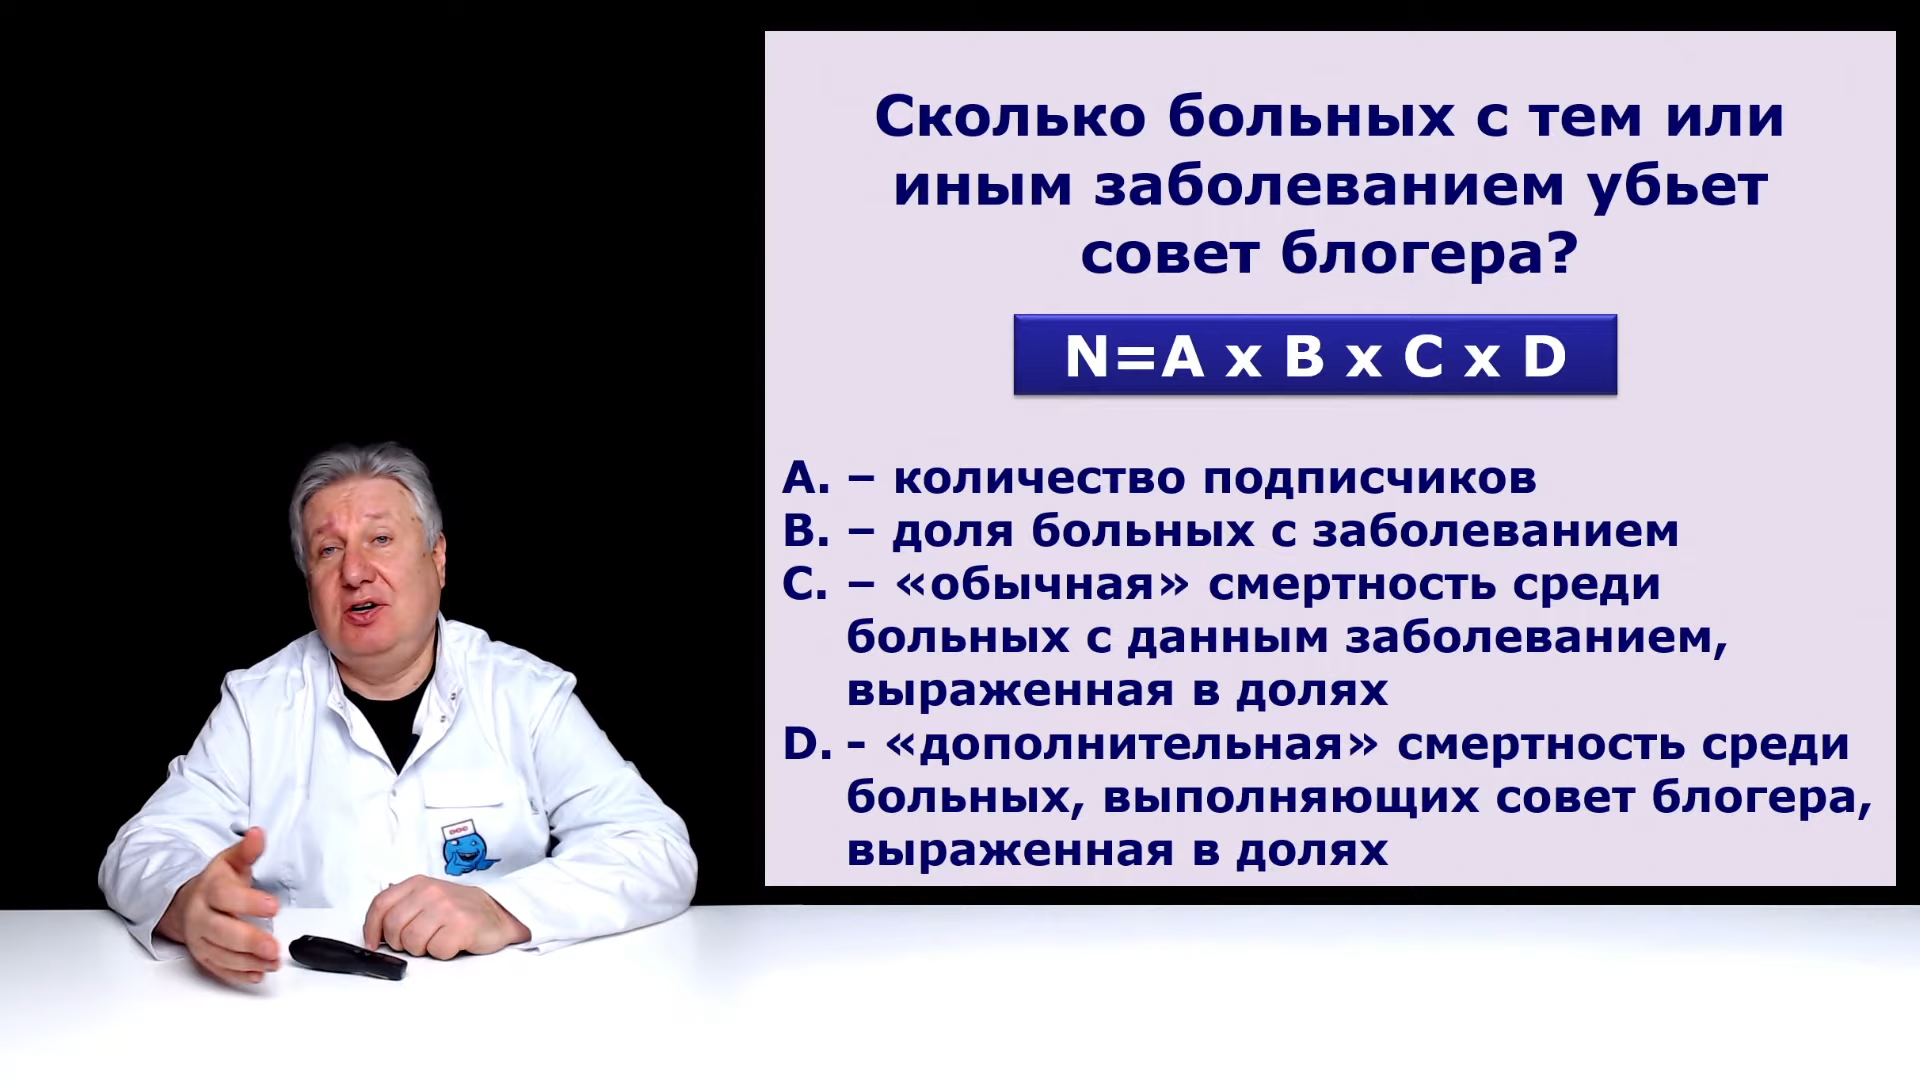 Сколько больных с тем или
иным заболеванием убьет
совет блогера?
N=A x B x C x D
A. – количество подписчиков
B. – доля больных с заболеванием
C. – «обычная» смертность среди
больных с данным заболеванием,
выраженная в долях
D. - «дополнительная» смертность среди
больных, выполняющих совет блогера,
выраженная в долях